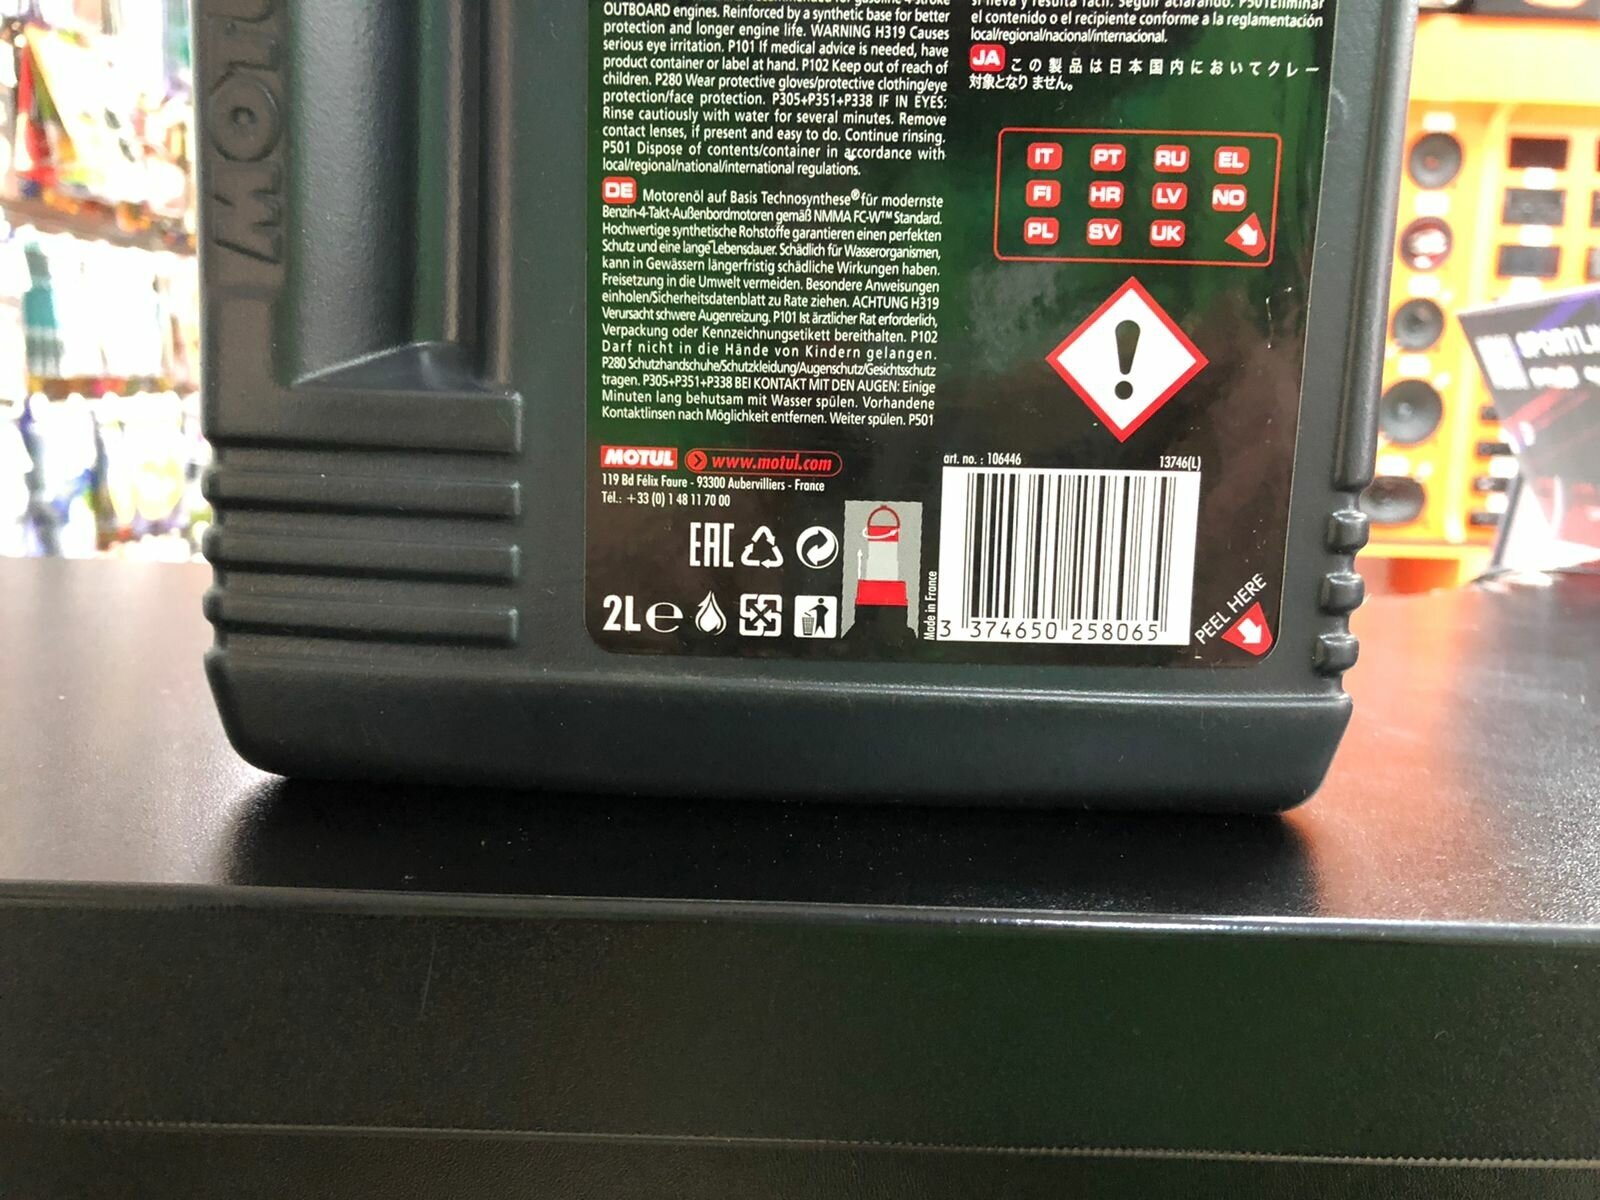 MOTUL
OUTBOARD engines. Reinforced by a synthetic base for better
protection and longer engine life. WARNING H319 Causes
serious eye irritation. P101 If medical advice is needed, have
product container or label at hand. P102 Keep out of reach of
children. P280 Wear protective gloves/protective clothing/eye
protection/face protection. P305+P351+P338 IF IN EYES:
Rinse cautiously with water for several minutes. Remove
contact lenses, if present and easy to do. Continue rinsing.
P501 Dispose of contents/container in accordance with
local/regional/national/international regulations.
DE Motorenöl auf Basis Technosynthese® für modernste
Benzin-4-Takt-Außenbordmotoren gemäß NMMA FC-W™ Standard.
Hochwertige synthetische Rohstoffe garantieren einen perfekten
Schutz und eine lange Lebensdauer. Schädlich für Wasserorganismen,
kann in Gewässern längerfristig schädliche Wirkungen haben.
Freisetzung in die Umwelt vermeiden. Besondere Anweisungen
einholen/Sicherheitsdatenblatt zu Rate ziehen. ACHTUNG H319
Verursacht schwere Augenreizung. P101 Ist ärztlicher Rat erforderlich,
Verpackung oder Kennzeichnungsetikett bereithalten. P102
Darf nicht in die Hände von Kindern gelangen.
P280 Schutzhandschuhe/Schutzkleidung/Augenschutz/Gesichtsschutz
tragen. P305+P351+P338 BEI KONTAKT MIT DEN AUGEN: Einige
Minuten lang behutsam mit Wasser spülen. Vorhandene
Kontaktlinsen nach Möglichkeit entfernen. Weiter spülen. P501
MOTUL www.motul.com
119 Bd Félix Faure - 93300 Aubervilliers - France
Tél.: +33 (0) 1 48 11 70 00
EAC
2L e
Made in France
el contenido o el recipiente conforme a la reglamentación
local/regional/nacional/internacional.
JA この製品は日本国内においてクレー
対象となりません。
IT PT RU EL
FI HR LV NO
PL SV UK
art. no. : 106446 13746(L)
3 374650 258065
PEEL HERE